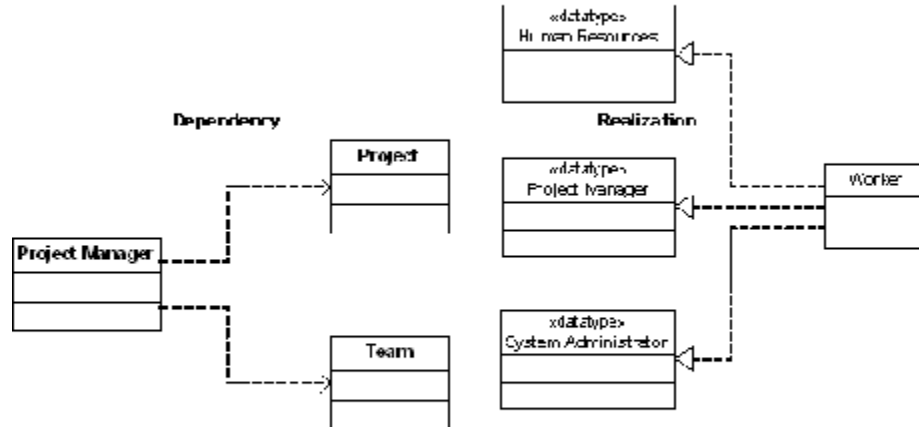 «datatype»
Human Resources
Dependency
Realization
Project
«datatype»
Project Manager
Worker
Project Manager
«datatype»
System Administrator
Team